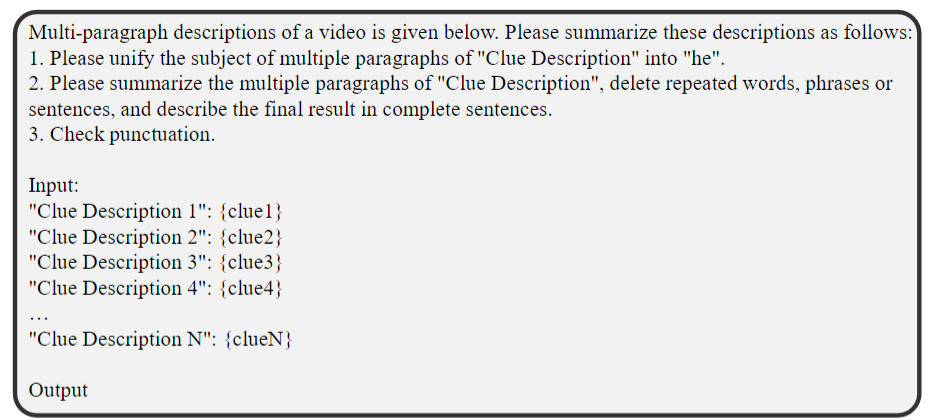 Multi-paragraph descriptions of a video is given below. Please summarize these descriptions as follows:
1. Please unify the subject of multiple paragraphs of "Clue Description" into "he".
2. Please summarize the multiple paragraphs of "Clue Description", delete repeated words, phrases or
sentences, and describe the final result in complete sentences.
3. Check punctuation.
Input:
"Clue Description 1": {clue1}
"Clue Description 2": {clue2}
"Clue Description 3": {clue3}
"Clue Description 4": {clue4}
…
"Clue Description N": {clueN}
Output